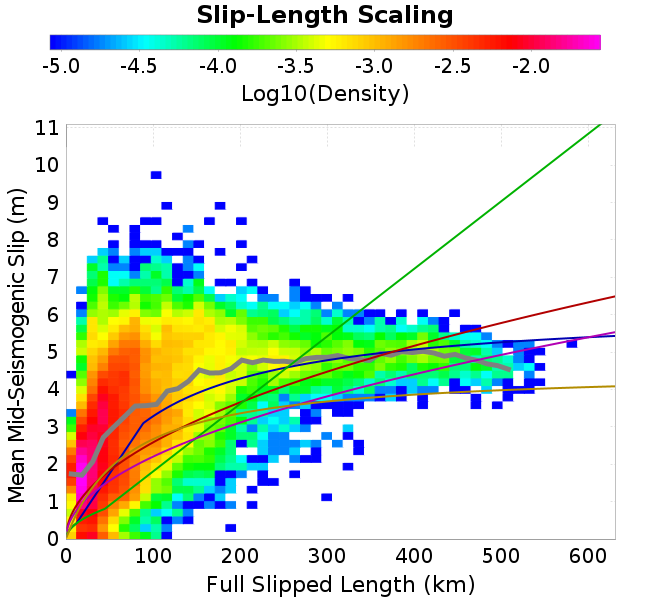 Slip-Length Scaling
-5.0 -4.5 -4.0 -3.5 -3.0 -2.5 -2.0
Log10(Density)
Mean Mid-Seismogenic Slip (m)
11
10
9
8
7
6
5
4
3
2
1
0
0 100 200 300 400 500 600
Full Slipped Length (km)